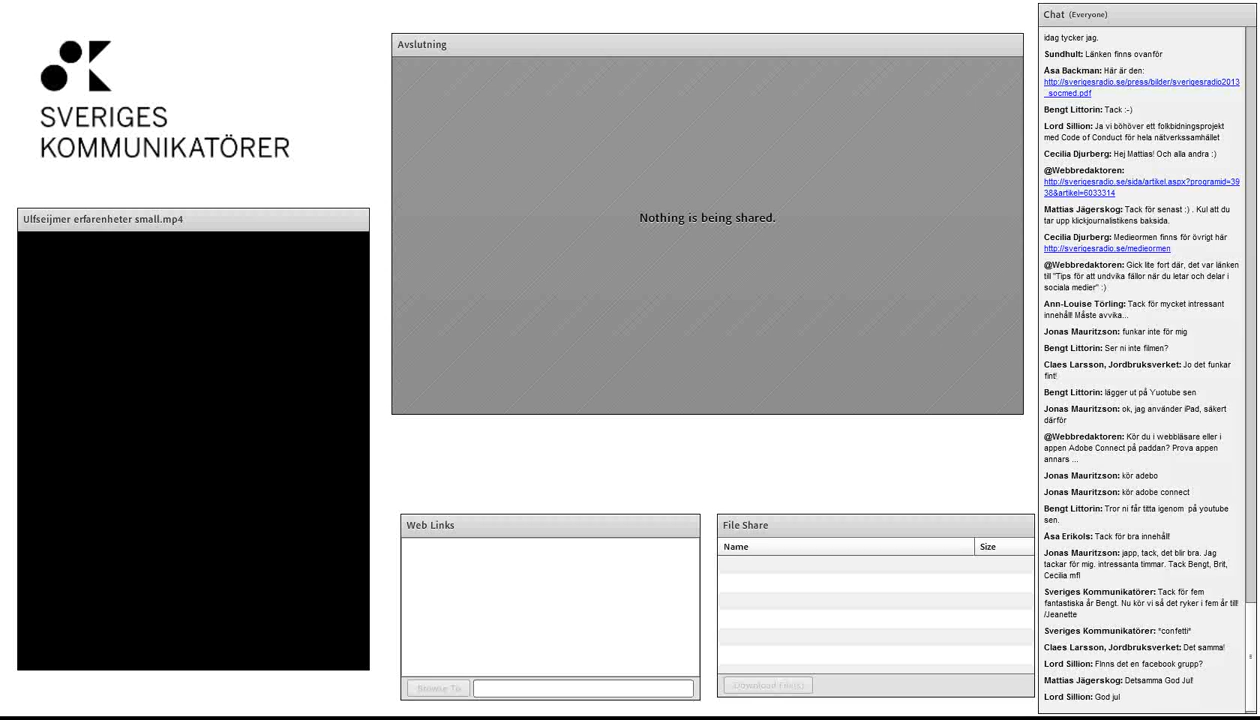 SVERIGES
KOMMUNIKATÖRER
Ulfseijmer erfarenheter small.mp4
Avslutning
Nothing is being shared.
Web Links
Browse To
File Share
Name Size
Download File(s)
Chat (Everyone)
idag tycker jag.
Sundhult: Länken finns ovanför
Åsa Backman: Här är den:
http://sverigesradio.se/press/bilder/sverigesradio2013
_socmed.pdf
Bengt Littorin: Tack :-)
Lord Sillion: Ja vi böhöver ett folkbidningsprojekt
med Code of Conduct för hela nätverkssamhället
Cecilia Djurberg: Hej Mattias! Och alla andra :)
@Webbredaktoren:
http://sverigesradio.se/sida/artikel.aspx?programid=39
38&artikel=6033314
Mattias Jägerskog: Tack för senast :) . Kul att du
tar upp klickjournalistikens baksida.
Cecilia Djurberg: Medieormen finns för övrigt här
http://sverigesradio.se/medieormen
@Webbredaktoren: Gick lite fort där, det var länken
till "Tips för att undvika fällor när du letar och delar i
sociala medier" :)
Ann-Louise Törling: Tack för mycket intressant
innehåll! Måste avvika...
Jonas Mauritzson: funkar inte för mig
Bengt Littorin: Ser ni inte filmen?
Claes Larsson, Jordbruksverket: Jo det funkar
fint!
Bengt Littorin: lägger ut på Yuotube sen
Jonas Mauritzson: ok, jag använder iPad, säkert
därför
@Webbredaktoren: Kör du i webbläsare eller i
appen Adobe Connect på paddan? Prova appen
annars ...
Jonas Mauritzson: kör adebo
Jonas Mauritzson: kör adobe connect
Bengt Littorin: Tror ni får titta igenom på youtube
sen.
Åsa Erikols: Tack för bra innehåll!
Jonas Mauritzson: japp, tack, det blir bra. Jag
tackar för mig. intressanta timmar. Tack Bengt, Brit,
Cecilia mfl
Sveriges Kommunikatörer: Tack för fem
fantastiska år Bengt. Nu kör vi så det ryker i fem år till!
/Jeanette
Sveriges Kommunikatörer: *confetti*
Claes Larsson, Jordbruksverket: Det samma!
Lord Sillion: FInns det en facebook grupp?
Mattias Jägerskog: Detsamma God Jul!
Lord Sillion: God jul